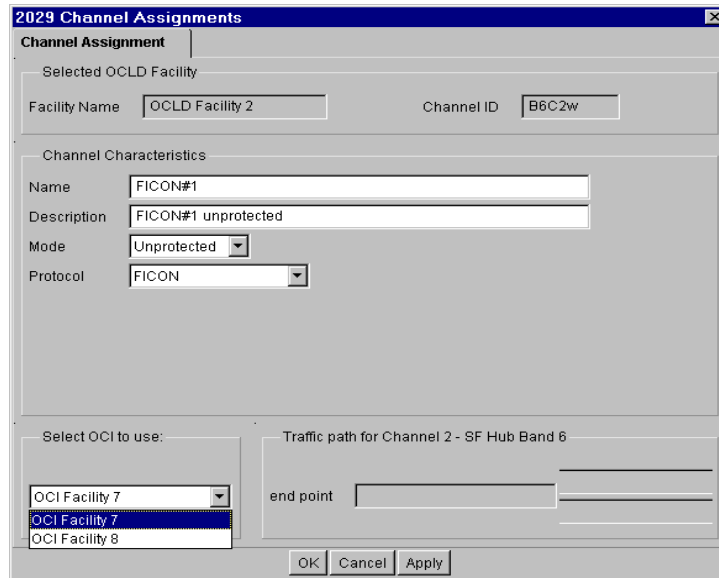 2029 Channel Assignments
Channel Assignment
Selected OCLD Facility
Facility Name OCLD Facility 2 Channel ID B6C2w
Channel Characteristics
Name FICON#1
Description FICON#1 unprotected
Mode Unprotected
Protocol FICON
Select OCI to use: Traffic path for Channel 2 - SF Hub Band 6
OCI Facility 7 end point
OCI Facility 7
OCI Facility 8
OK Cancel Apply